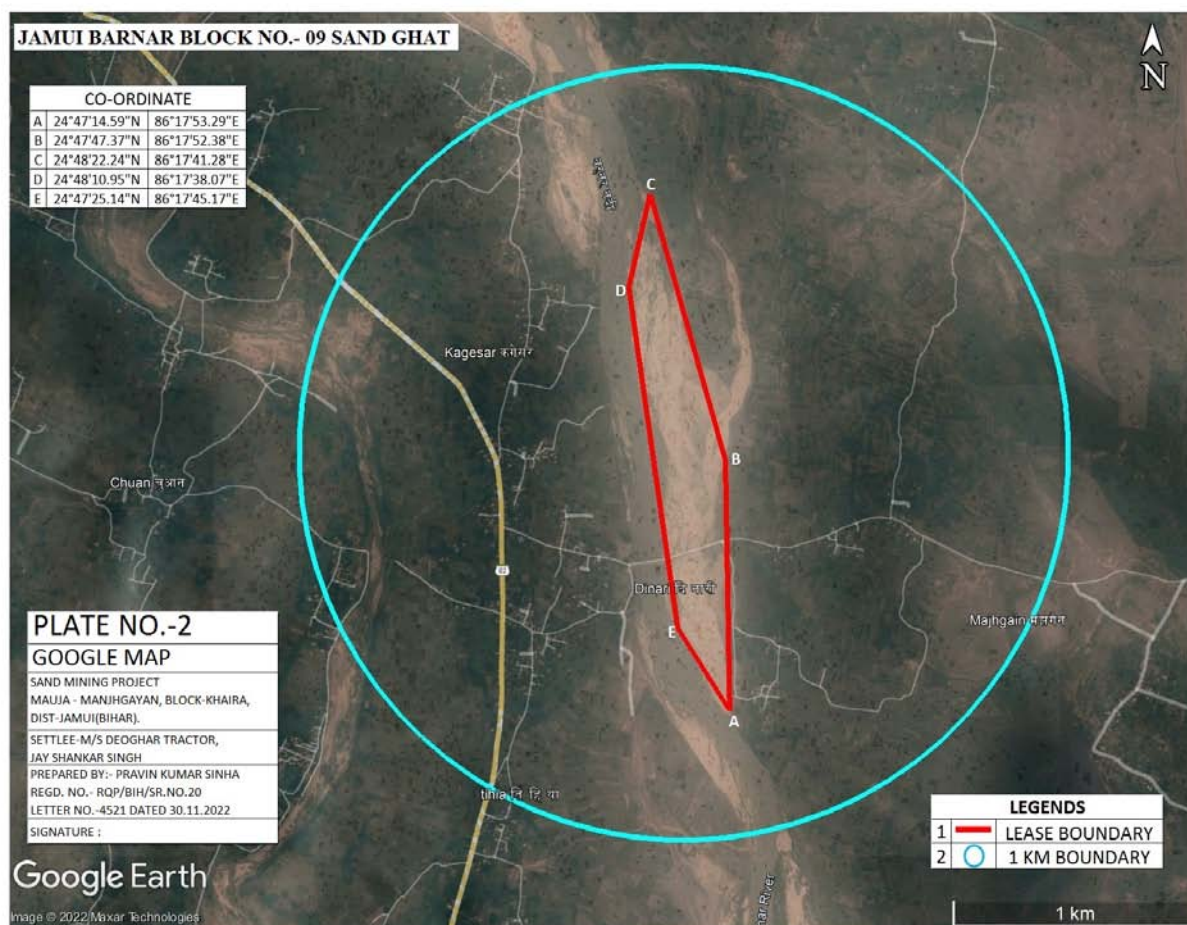 JAMUI BARNAR BLOCK NO.- 09 SAND GHAT
N
CO-ORDINATE
A 24°47'14.59"N 86°17'53.29"E
B 24°47'47.37"N 86°17'52.38"E
C 24°48'22.24"N 86°17'41.28"E
D 24°48'10.95"N 86°17'38.07"E
E 24°47'25.14"N 86°17'45.17"E
C
D
Kagesar कागेसर
B
Chuan चुआन
Dinari दि नारी
E
Majhgain
A
tihia
PLATE NO.-2
GOOGLE MAP
SAND MINING PROJECT
MAUJA - MANJHGAYAN, BLOCK-KHAIRA,
DIST-JAMUI(BIHAR).
SETTLEE-M/S DEOGHAR TRACTOR,
JAY SHANKAR SINGH
PREPARED BY:- PRAVIN KUMAR SINHA
REGD. NO.- RQP/BIH/SR.NO.20
LETTER NO.-4521 DATED 30.11.2022
SIGNATURE :
LEGENDS
1 LEASE BOUNDARY
2 1 KM BOUNDARY
Google Earth
Image © 2022 Maxar Technologies
nar River
1 km